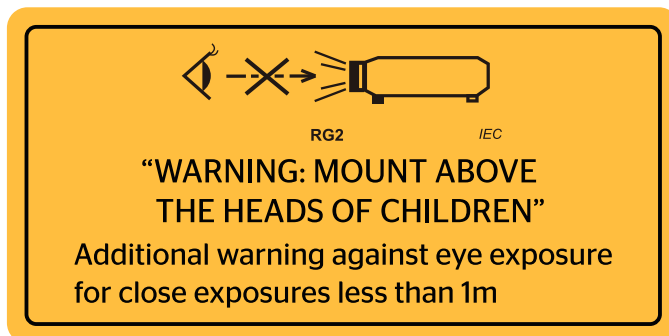 RG2 IEC
“WARNING: MOUNT ABOVE
THE HEADS OF CHILDREN”
Additional warning against eye exposure
for close exposures less than 1m